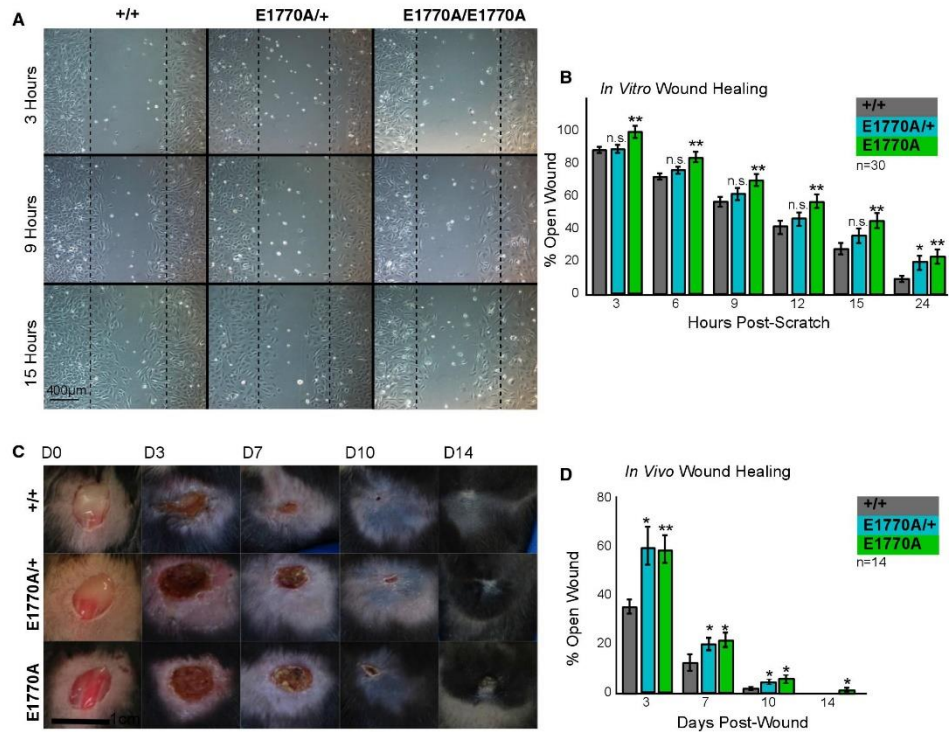 A
+/+
E1770A/+
E1770A/E1770A
3 Hours
9 Hours
15 Hours
400µm
B
In Vitro Wound Healing
+/+
E1770A/+
E1770A
n=30
% Open Wound
100
80
60
40
20
0
n.s. **
n.s. **
n.s. **
n.s. **
n.s. **
* **
3 6 9 12 15 24
Hours Post-Scratch
C
D0 D3 D7 D10 D14
+/+
E1770A/+
E1770A
1cm
D
In Vivo Wound Healing
+/+
E1770A/+
E1770A
n=14
% Open Wound
80
60
40
20
0
* **
* *
* *
*
3 7 10 14
Days Post-Wound